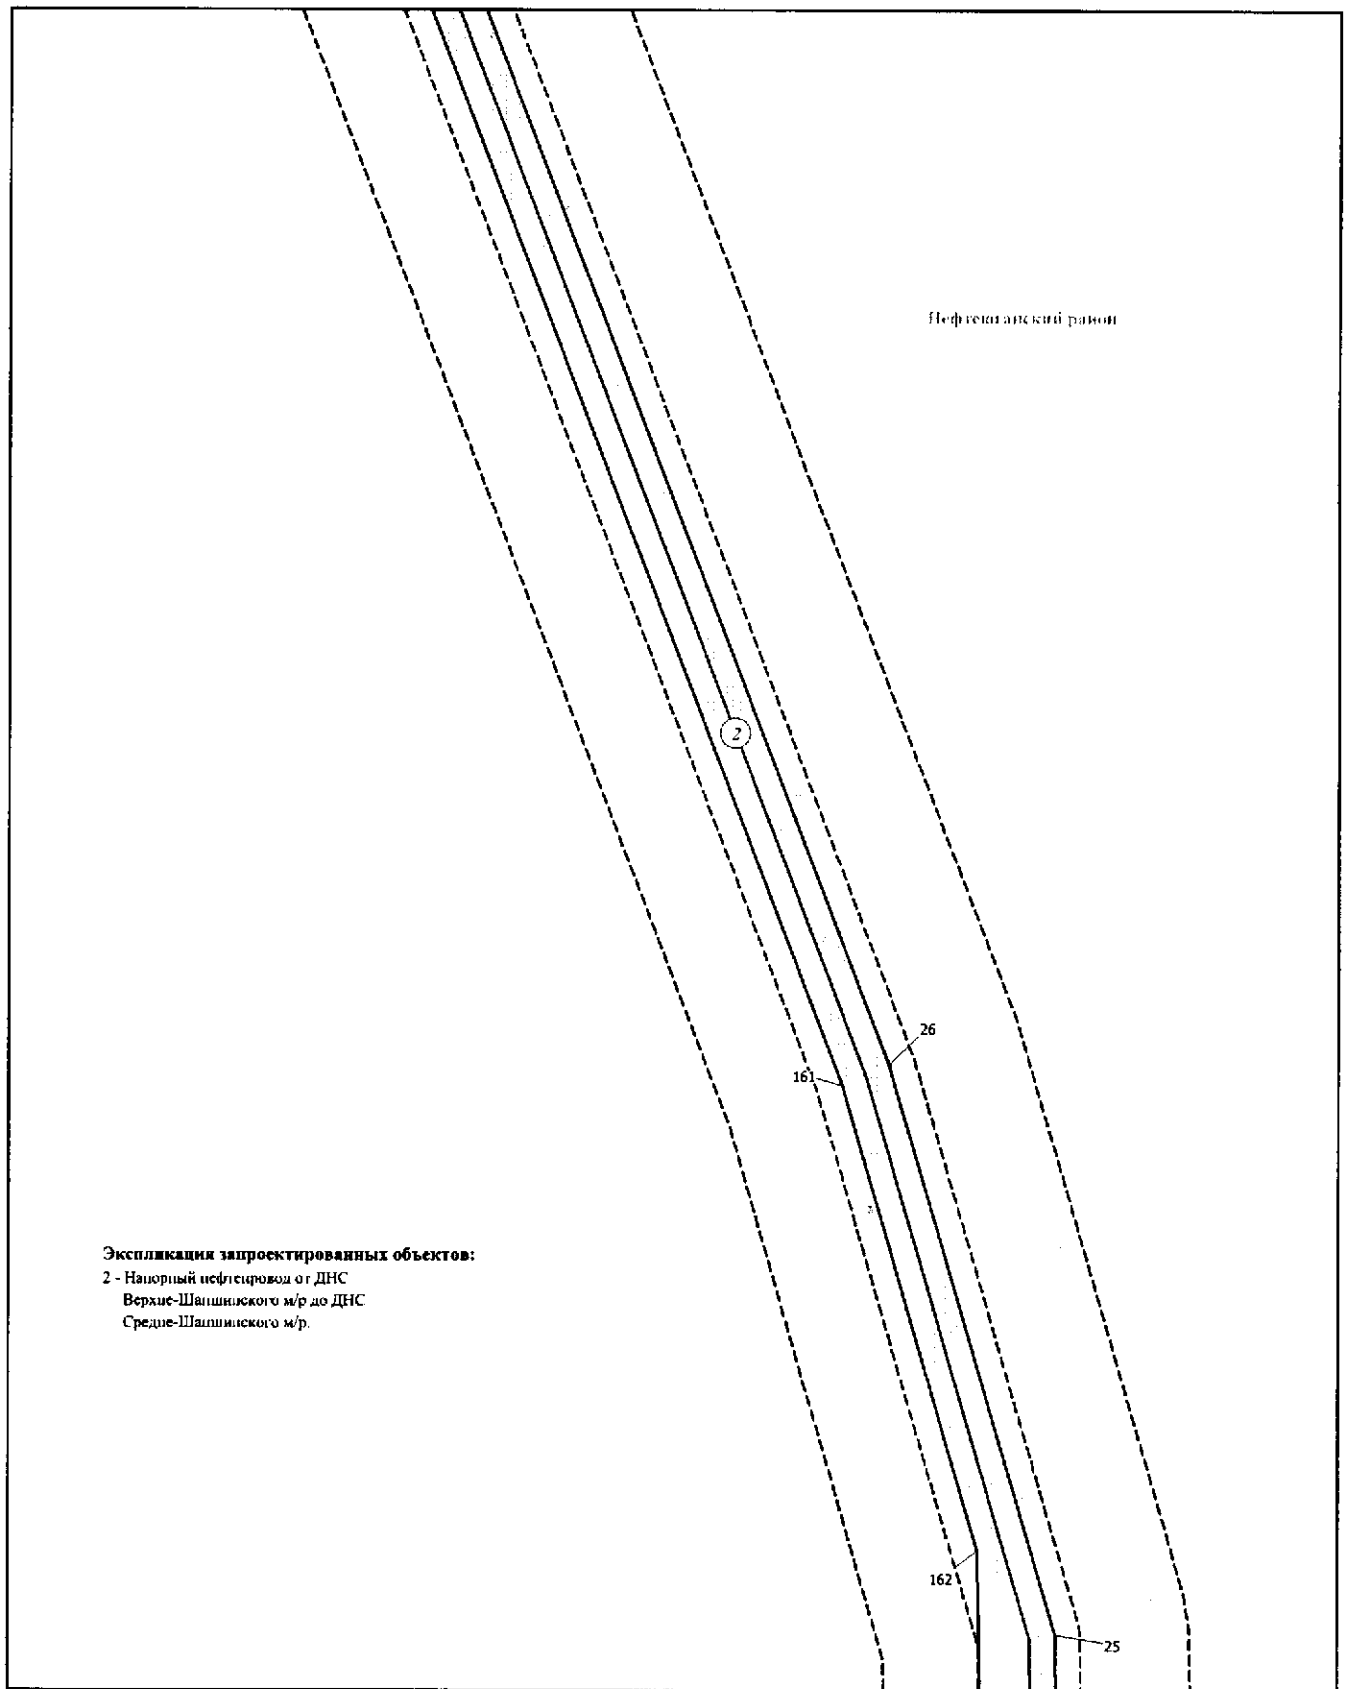 Нефтеюганский район
2
26
161
Экспликация запроектированных объектов:
2 - Напорный нефтепровод от ДНС
Верхне-Шапшинского м/р до ДНС
Средне-Шапшинского м/р.
162
25